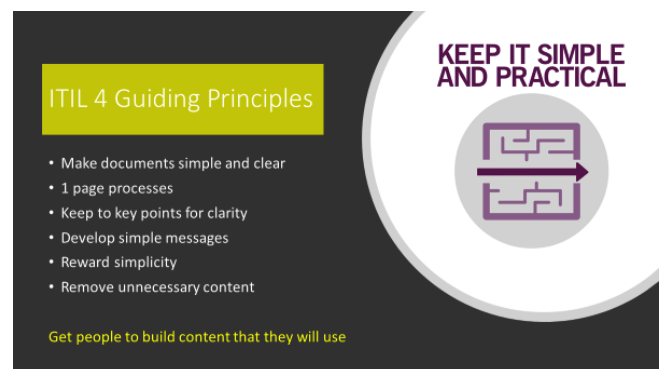 KEEP IT SIMPLE
AND PRACTICAL
ITIL 4 Guiding Principles
• Make documents simple and clear
• 1 page processes
• Keep to key points for clarity
• Develop simple messages
• Reward simplicity
• Remove unnecessary content
Get people to build content that they will use